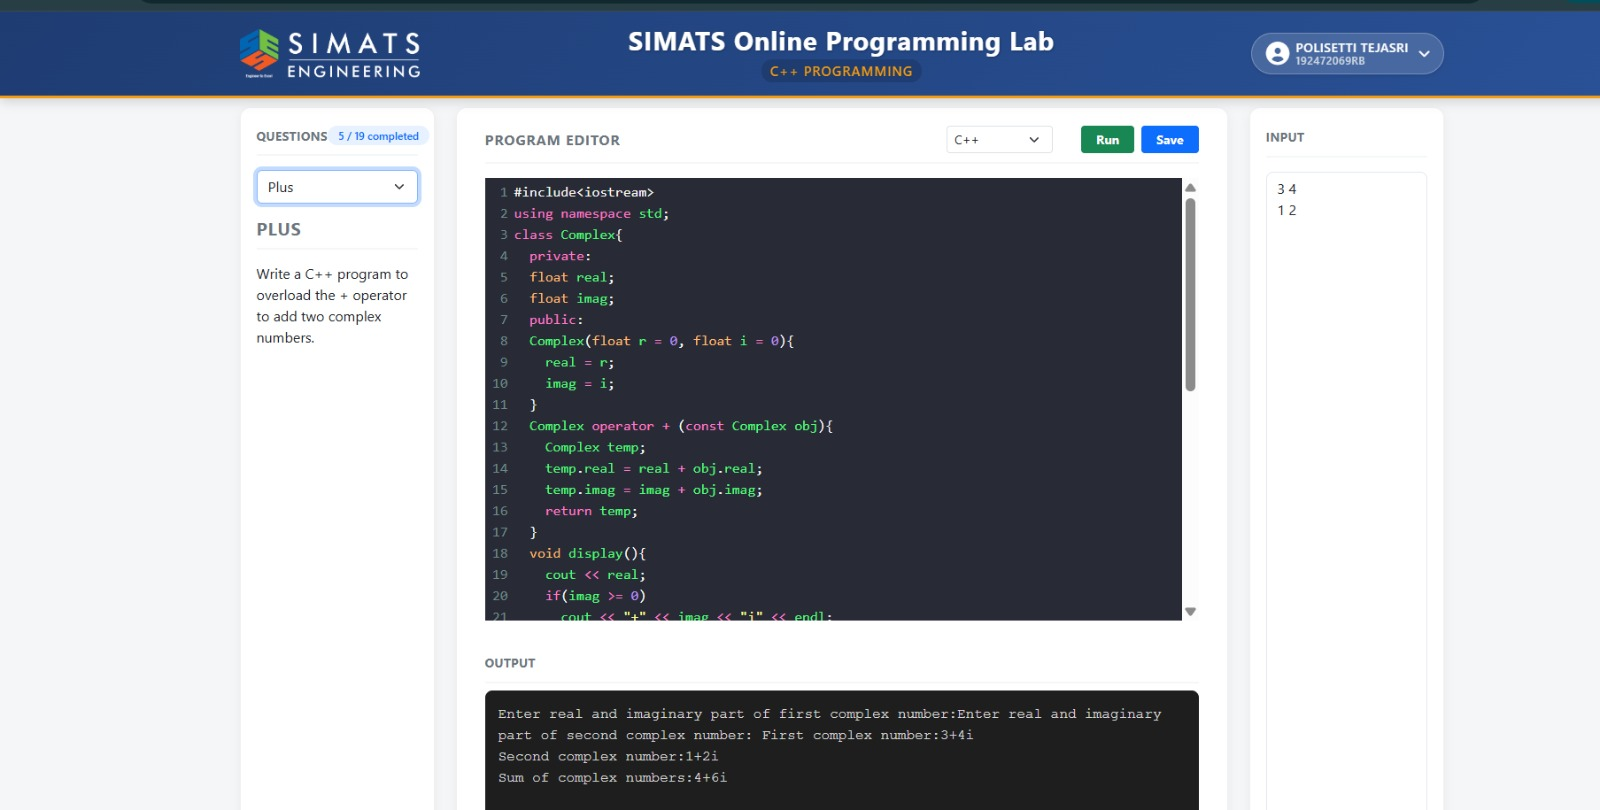 SIMATS
ENGINEERING
Engineer to Excel
SIMATS Online Programming Lab
C++ PROGRAMMING
POLISETTI TEJASRI
192472069RB
QUESTIONS 5 / 19 completed
Plus
PLUS
Write a C++ program to
overload the + operator
to add two complex
numbers.
PROGRAM EDITOR
C++
Run
Save
1 #include<iostream>
2 using namespace std;
3 class Complex{
4 private:
5 float real;
6 float imag;
7 public:
8 Complex(float r = 0, float i = 0){
9 real = r;
10 imag = i;
11 }
12 Complex operator + (const Complex obj){
13 Complex temp;
14 temp.real = real + obj.real;
15 temp.imag = imag + obj.imag;
16 return temp;
17 }
18 void display(){
19 cout << real;
20 if(imag >= 0)
21 cout << "+" << imag << "i" << endl;
OUTPUT
Enter real and imaginary part of first complex number:Enter real and imaginary
part of second complex number: First complex number:3+4i
Second complex number:1+2i
Sum of complex numbers:4+6i
INPUT
3 4
1 2